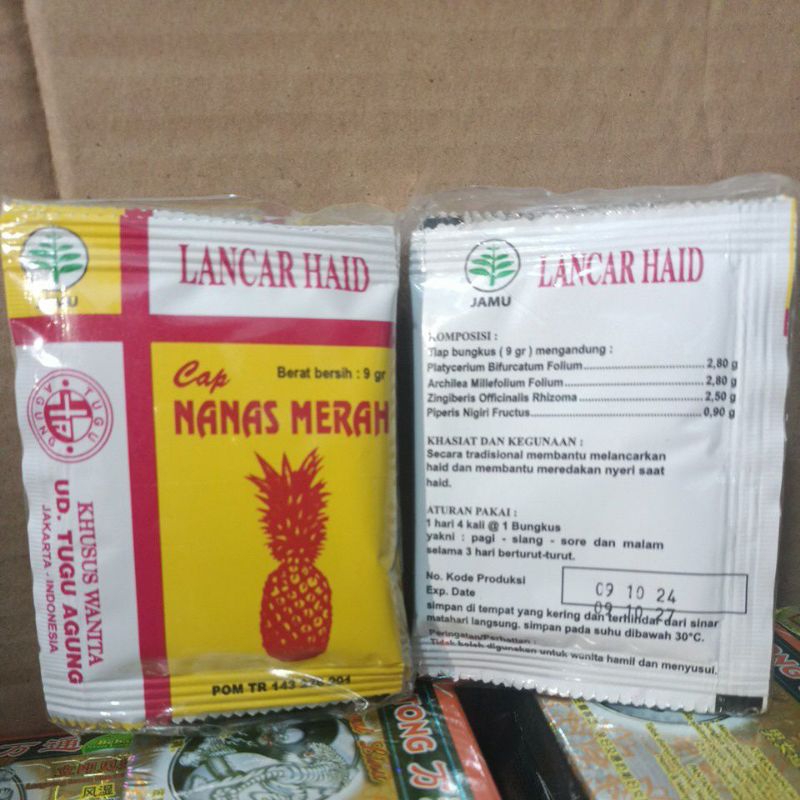 JAMU
LANCAR HAID
Cap
Berat bersih : 9 gr
NANAS MERAH
TUGU
AGUNG
KHUSUS WANITA
UD. TUGU AGUNG
JAKARTA - INDONESIA
POM TR 143
JAMU
LANCAR HAID
KOMPOSISI :
Tiap bungkus ( 9 gr ) mengandung :
Platycerium Bifurcatum Folium..........2,80 g
Archilea Millefolium Folium..........2,80 g
Zingiberis Officinalis Rhizoma..........2,50 g
Piperis Nigiri Fructus..........0,90 g
KHASIAT DAN KEGUNAAN :
Secara tradisional membantu melancarkan
haid dan membantu meredakan nyeri saat
haid.
ATURAN PAKAI :
1 hari 4 kali @ 1 Bungkus
yakni : pagi - siang - sore dan malam
selama 3 hari berturut-turut.
No. Kode Produksi
09 10 24
Exp. Date
09 10 27
simpan di tempat yang kering dan terhindar dari sinar
matahari langsung. simpan pada suhu dibawah 30°C.
Peringatan/Perhatian :
Tidak boleh digunakan untuk wunita hamil dan menyusui.